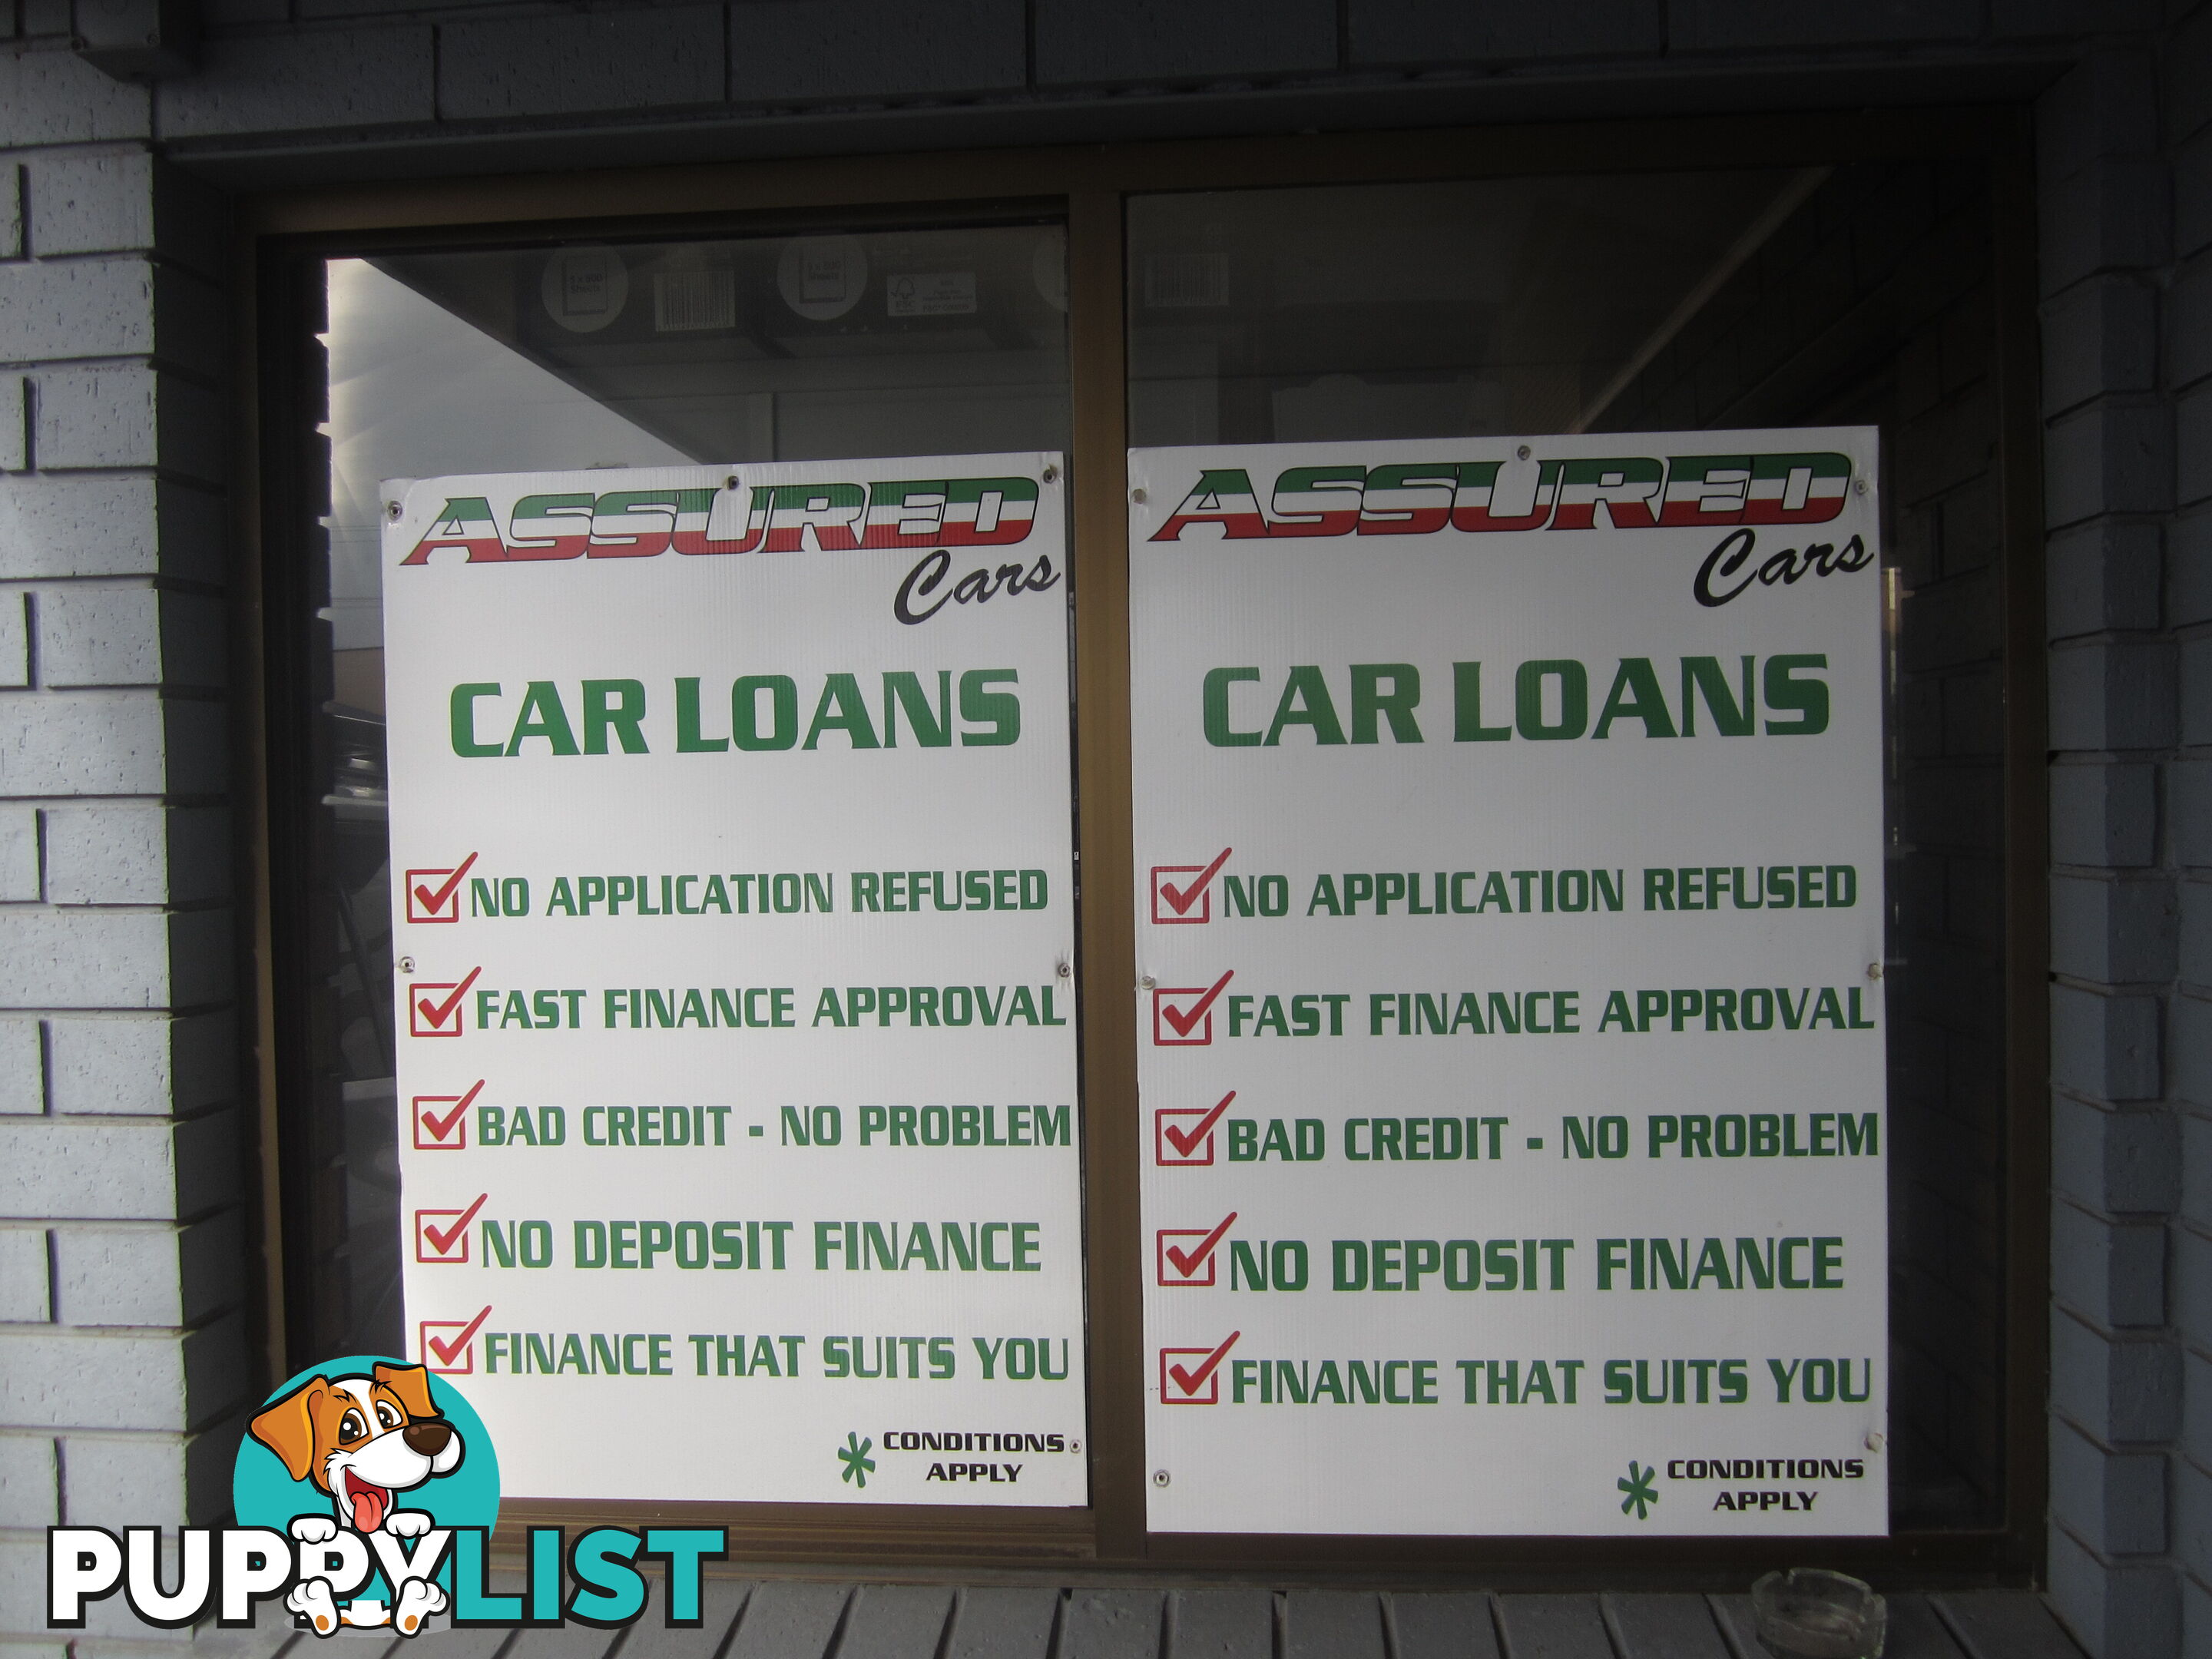 ASSURED
Cars
CAR LOANS
NO APPLICATION REFUSED
FAST FINANCE APPROVAL
BAD CREDIT - NO PROBLEM
NO DEPOSIT FINANCE
FINANCE THAT SUITS YOU
* CONDITIONS
APPLY
ASSURED
Cars
CAR LOANS
NO APPLICATION REFUSED
FAST FINANCE APPROVAL
BAD CREDIT - NO PROBLEM
NO DEPOSIT FINANCE
FINANCE THAT SUITS YOU
* CONDITIONS
APPLY
PUPPYLIST